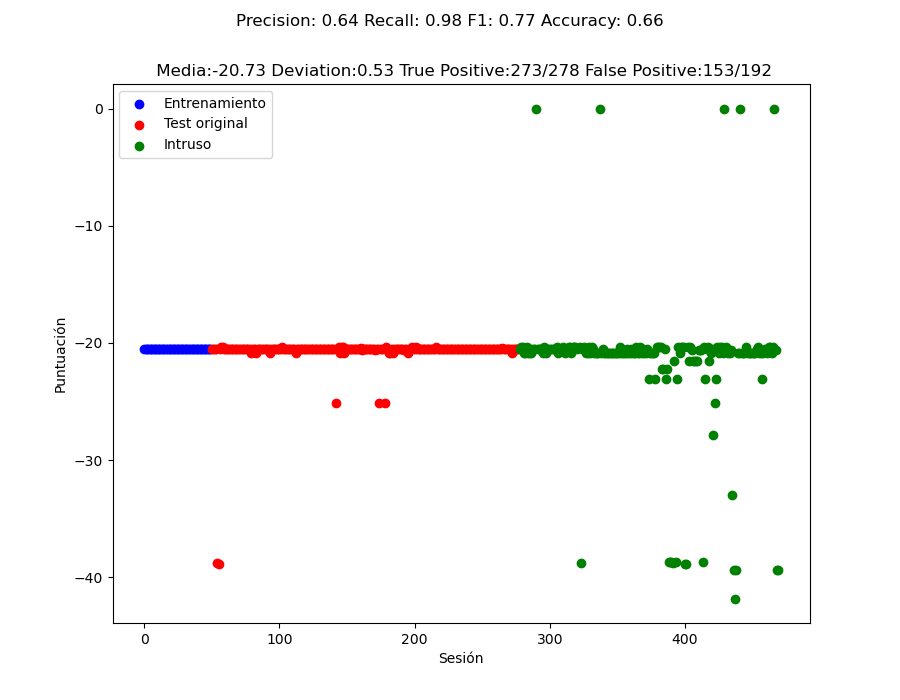 Precision: 0.64 Recall: 0.98 F1: 0.77 Accuracy: 0.66
Media:-20.73 Deviation:0.53 True Positive:273/278 False Positive:153/192
Entrenamiento
Test original
Intruso
0
−10
−20
−30
−40
Puntuación
0
100
200
300
400
Sesión